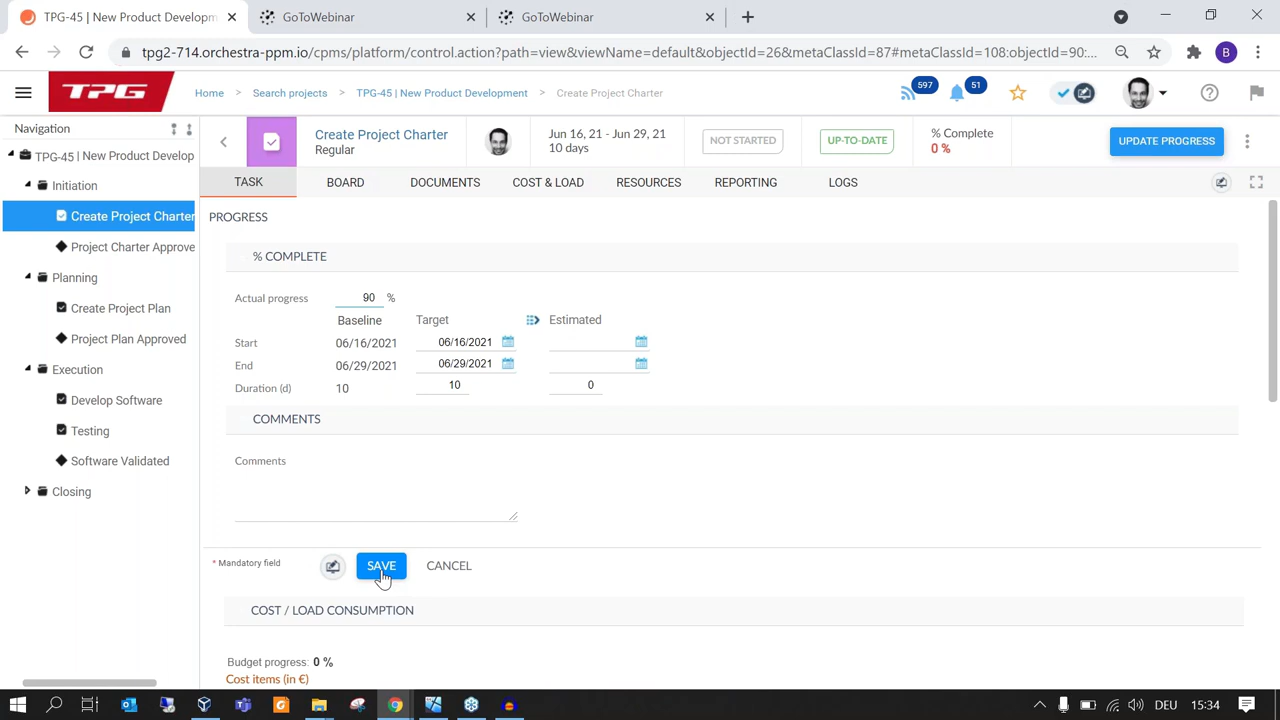 TPG-45 | New Product Developm
GoToWebinar
GoToWebinar
tpg2-714.orchestra-ppm.io/cpms/platform/control.action?path=view&viewName=default&objectId=26&metaClassId=87#metaClassId=108:objectId=90:...
B
TPG
Home > Search projects > TPG-45 | New Product Development > Create Project Charter
597
51
Navigation
TPG-45 | New Product Develop
Initiation
Create Project Charter
Project Charter Approve
Planning
Create Project Plan
Project Plan Approved
Execution
Develop Software
Testing
Software Validated
Closing
Create Project Charter
Regular
Jun 16, 21 - Jun 29, 21
10 days
NOT STARTED
UP-TO-DATE
% Complete
0 %
UPDATE PROGRESS
TASK BOARD DOCUMENTS COST & LOAD RESOURCES REPORTING LOGS
PROGRESS
% COMPLETE
Actual progress 90 %
Baseline Target Estimated
Start 06/16/2021 06/16/2021
End 06/29/2021 06/29/2021
Duration (d) 10 10 0
COMMENTS
Comments
* Mandatory field SAVE CANCEL
COST / LOAD CONSUMPTION
Budget progress: 0 %
Cost items (in €)
DEU 15:34